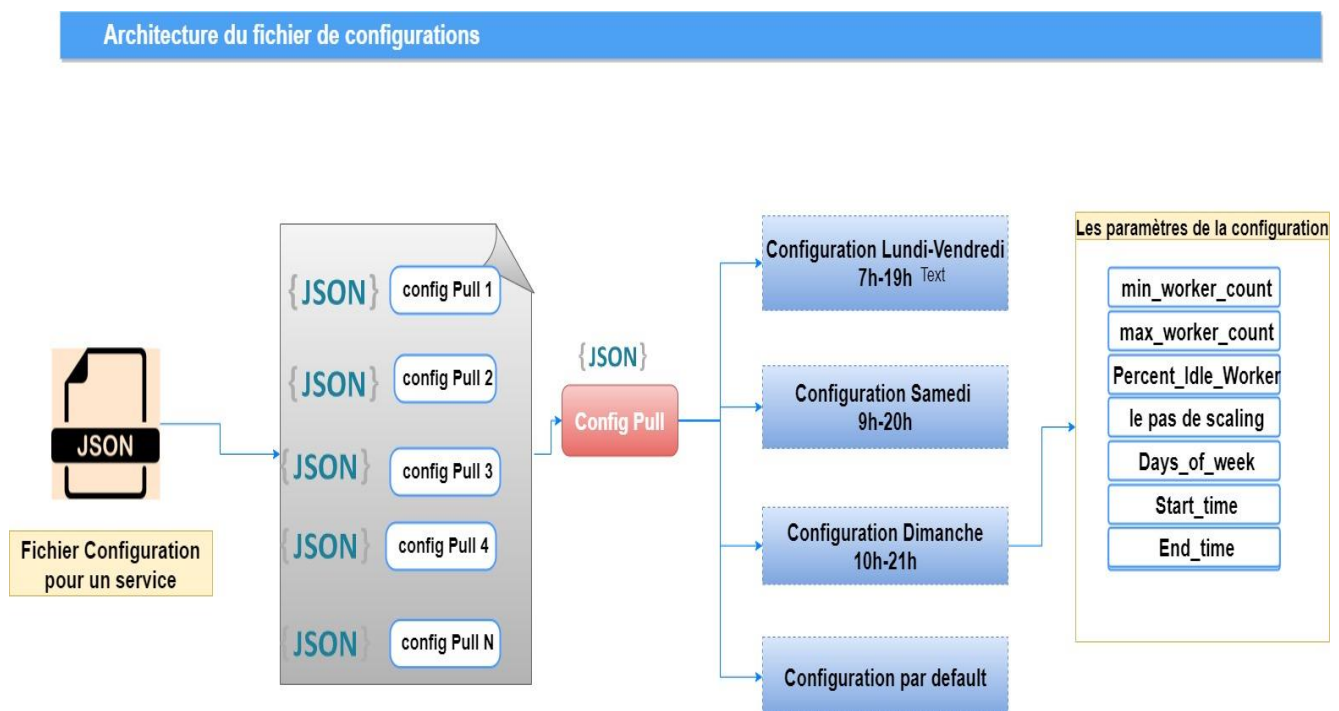 Architecture du fichier de configurations
JSON
Fichier Configuration
pour un service
{JSON}
config Pull 1
{JSON}
config Pull 2
{JSON}
config Pull 3
{JSON}
config Pull 4
{JSON}
config Pull N
{JSON}
Config Pull
Configuration Lundi-Vendredi
7h-19h Text
Configuration Samedi
9h-20h
Configuration Dimanche
10h-21h
Configuration par default
Les paramètres de la configuration
min_worker_count
max_worker_count
Percent_Idle_Worker
le pas de scaling
Days_of_week
Start_time
End_time